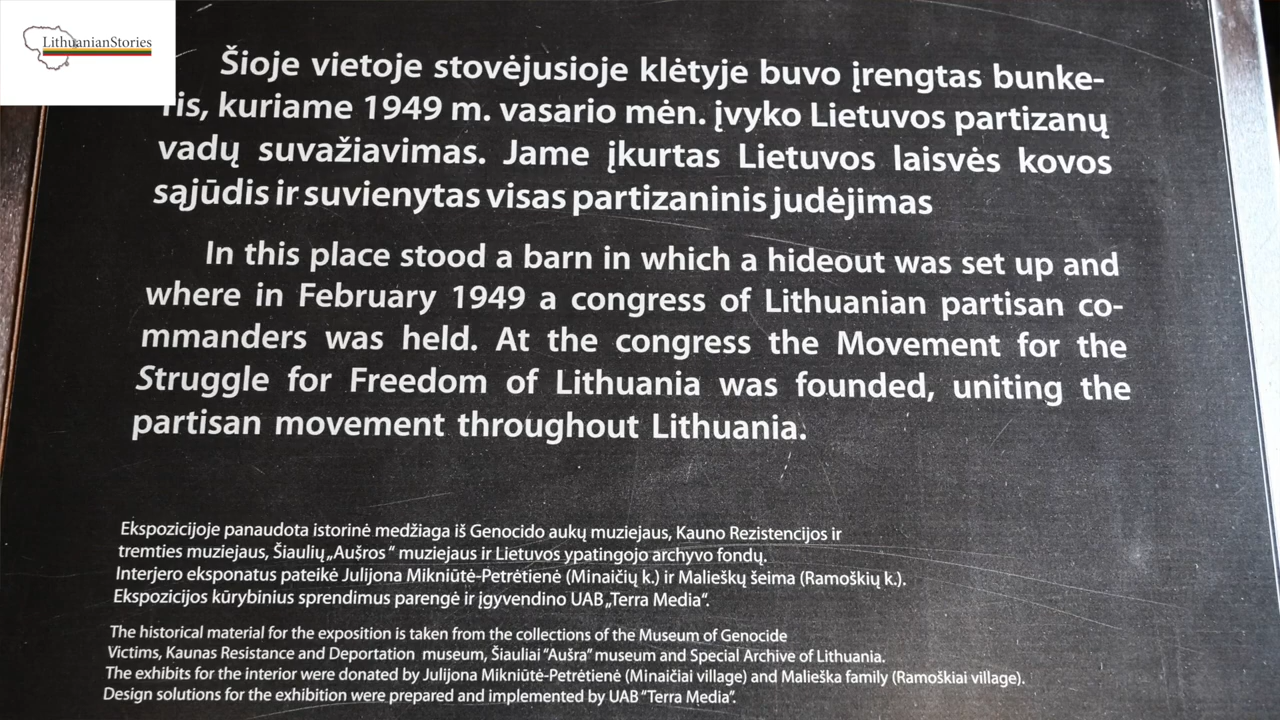 LithuanianStories
Šioje vietoje stovėjusioje klėtyje buvo įrengtas bunke-
ris, kuriame 1949 m. vasario mėn. įvyko Lietuvos partizanų
vadų suvažiavimas. Jame įkurtas Lietuvos laisvės kovos
sąjūdis ir suvienytas visas partizaninis judėjimas
In this place stood a barn in which a hideout was set up and
where in February 1949 a congress of Lithuanian partisan co-
mmanders was held. At the congress the Movement for the
Struggle for Freedom of Lithuania was founded, uniting the
partisan movement throughout Lithuania.
Ekspozicijoje panaudota istorinė medžiaga iš Genocido aukų muziejaus, Kauno Rezistencijos ir
tremties muziejaus, Šiaulių „Aušros“ muziejaus ir Lietuvos ypatingojo archyvo fondų.
Interjero eksponatus pateikė Julijona Mikniūtė-Petrėtienė (Minaičių k.) ir Malieškų šeima (Ramoškių k.).
Ekspozicijos kūrybinius sprendimus parengė ir įgyvendino UAB „Terra Media“.
The historical material for the exposition is taken from the collections of the Museum of Genocide
Victims, Kaunas Resistance and Deportation museum, Šiauliai “Aušra” museum and Special Archive of Lithuania.
The exhibits for the interior were donated by Julijona Mikniūtė-Petrėtienė (Minaičiai village) and Malieška family (Ramoškiai village).
Design solutions for the exhibition were prepared and implemented by UAB “Terra Media”.